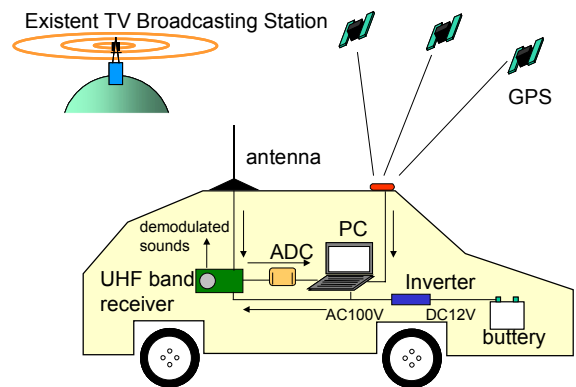 Existent TV Broadcasting Station
GPS
antenna
demodulated
sounds
ADC
PC
UHF band
receiver
Inverter
AC100V
DC12V
buttery